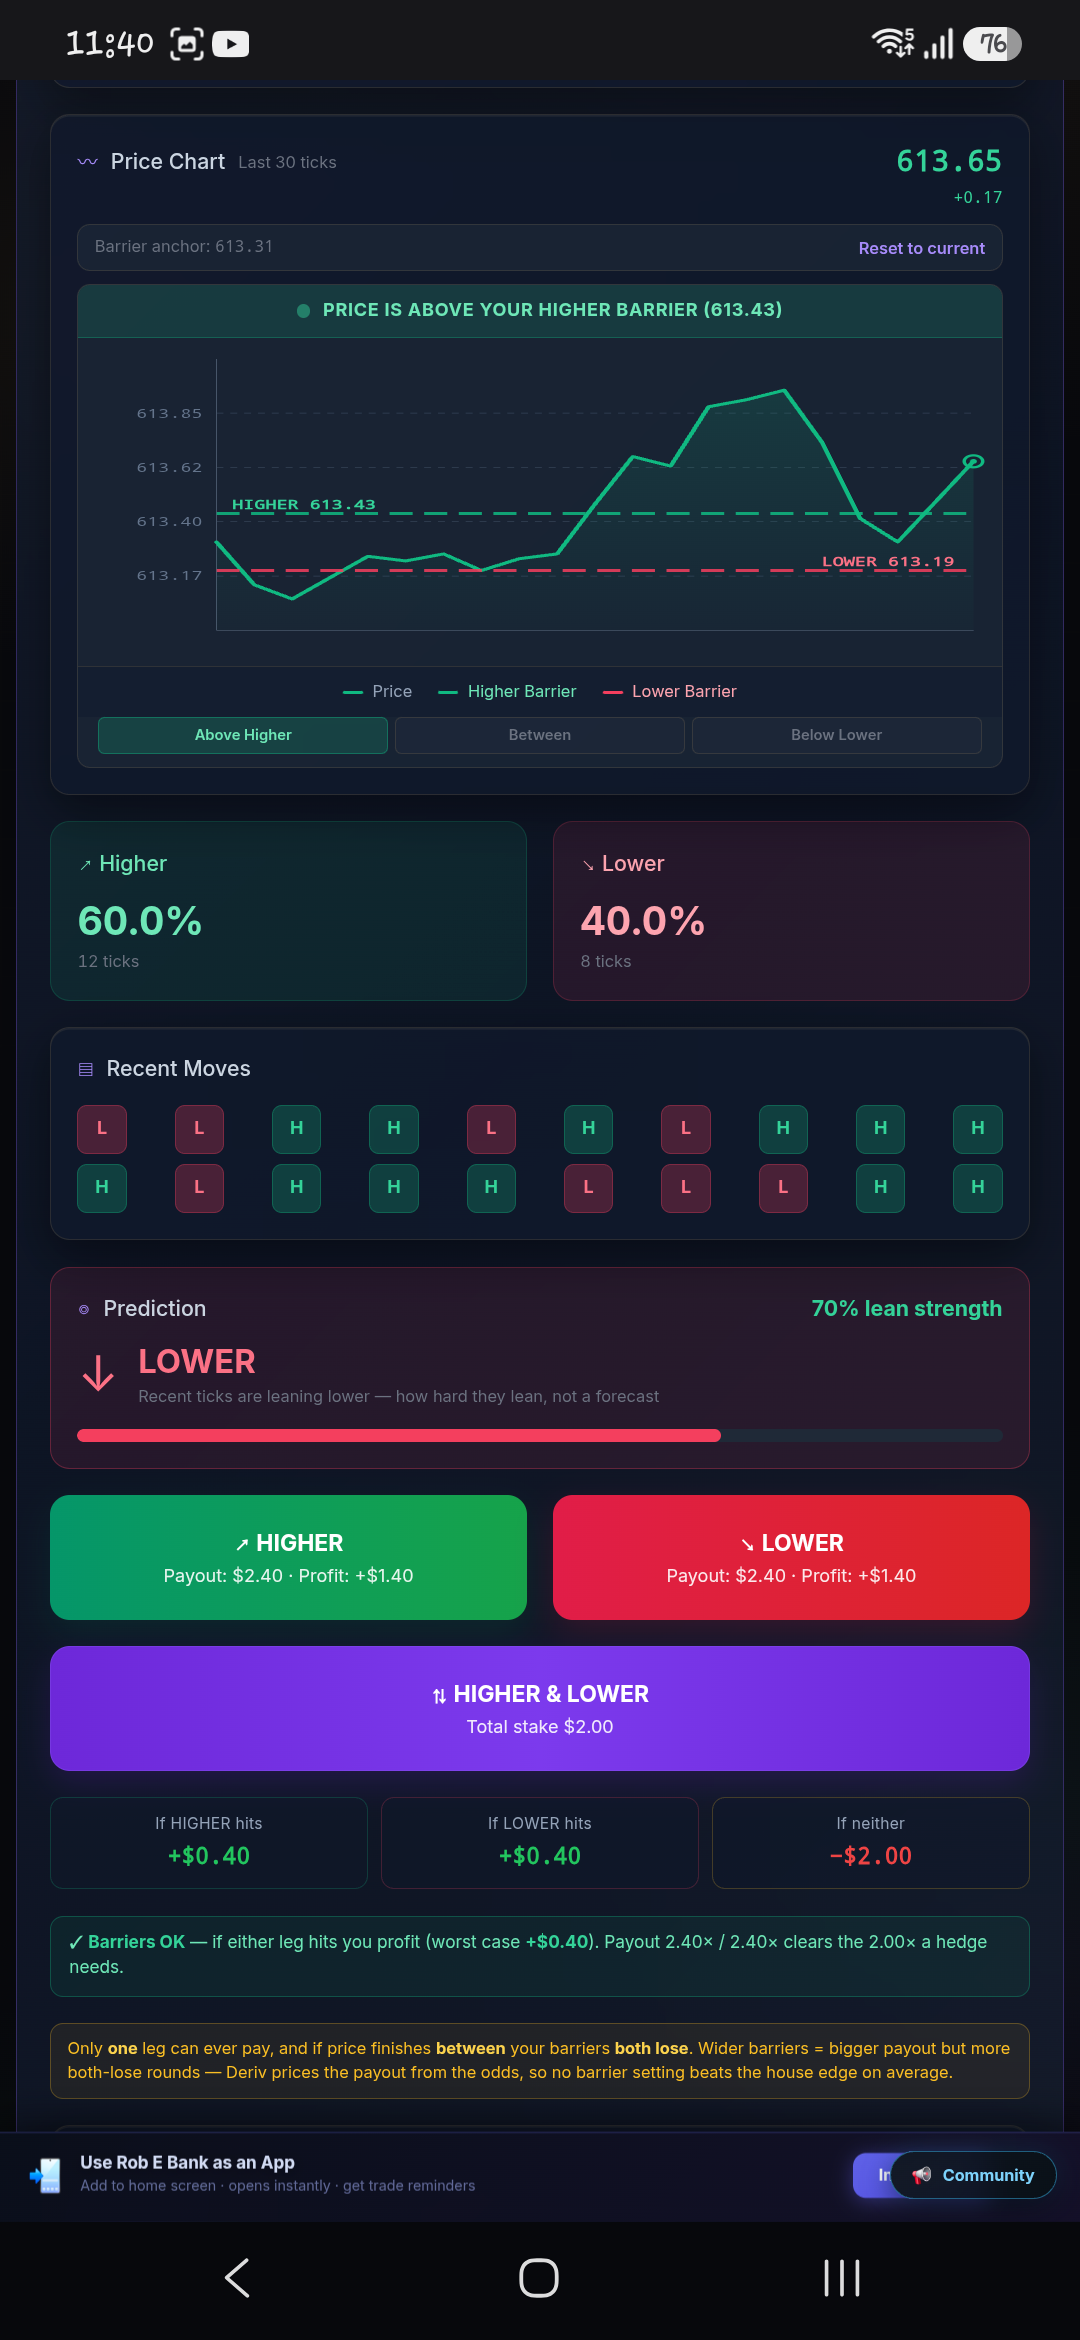 11:40
5
76
Price Chart Last 30 ticks
613.65
+0.17
Barrier anchor: 613.31
Reset to current
PRICE IS ABOVE YOUR HIGHER BARRIER (613.43)
613.85
613.62
HIGHER 613.43
613.40
LOWER 613.19
613.17
Price Higher Barrier Lower Barrier
Above Higher Between Below Lower
↗ Higher
60.0%
12 ticks
↘ Lower
40.0%
8 ticks
Recent Moves
L L H H L H L H H H
H L H H H L L L H H
Prediction
70% lean strength
↓ LOWER
Recent ticks are leaning lower — how hard they lean, not a forecast
↗ HIGHER
Payout: $2.40 · Profit: +$1.40
↘ LOWER
Payout: $2.40 · Profit: +$1.40
⇅ HIGHER & LOWER
Total stake $2.00
If HIGHER hits
+$0.40
If LOWER hits
+$0.40
If neither
−$2.00
✓ Barriers OK — if either leg hits you profit (worst case +$0.40). Payout 2.40× / 2.40× clears the 2.00× a hedge
needs.
Only one leg can ever pay, and if price finishes between your barriers both lose. Wider barriers = bigger payout but more
both-lose rounds — Deriv prices the payout from the odds, so no barrier setting beats the house edge on average.
Use Rob E Bank as an App
Add to home screen · opens instantly · get trade reminders
In
Community